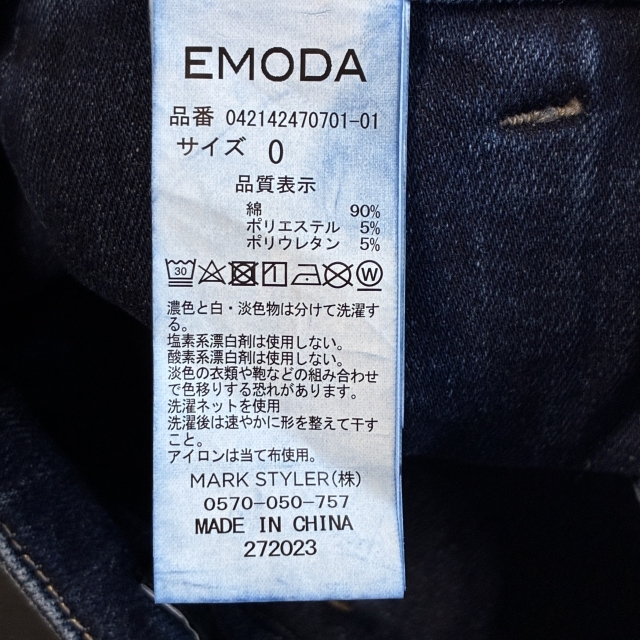 EMODA
品番 042142470701-01
サイズ 0
品質表示
綿 90%
ポリエステル 5%
ポリウレタン 5%
30 W
濃色と白・淡色物は分けて洗濯す
る。
塩素系漂白剤は使用しない。
酸素系漂白剤は使用しない。
淡色の衣類や鞄などの組み合わせ
で色移りする恐れがあります。
洗濯ネットを使用
洗濯後は速やかに形を整えて干す
こと。
アイロンは当て布使用。
MARK STYLER(株)
0570-050-757
MADE IN CHINA
272023